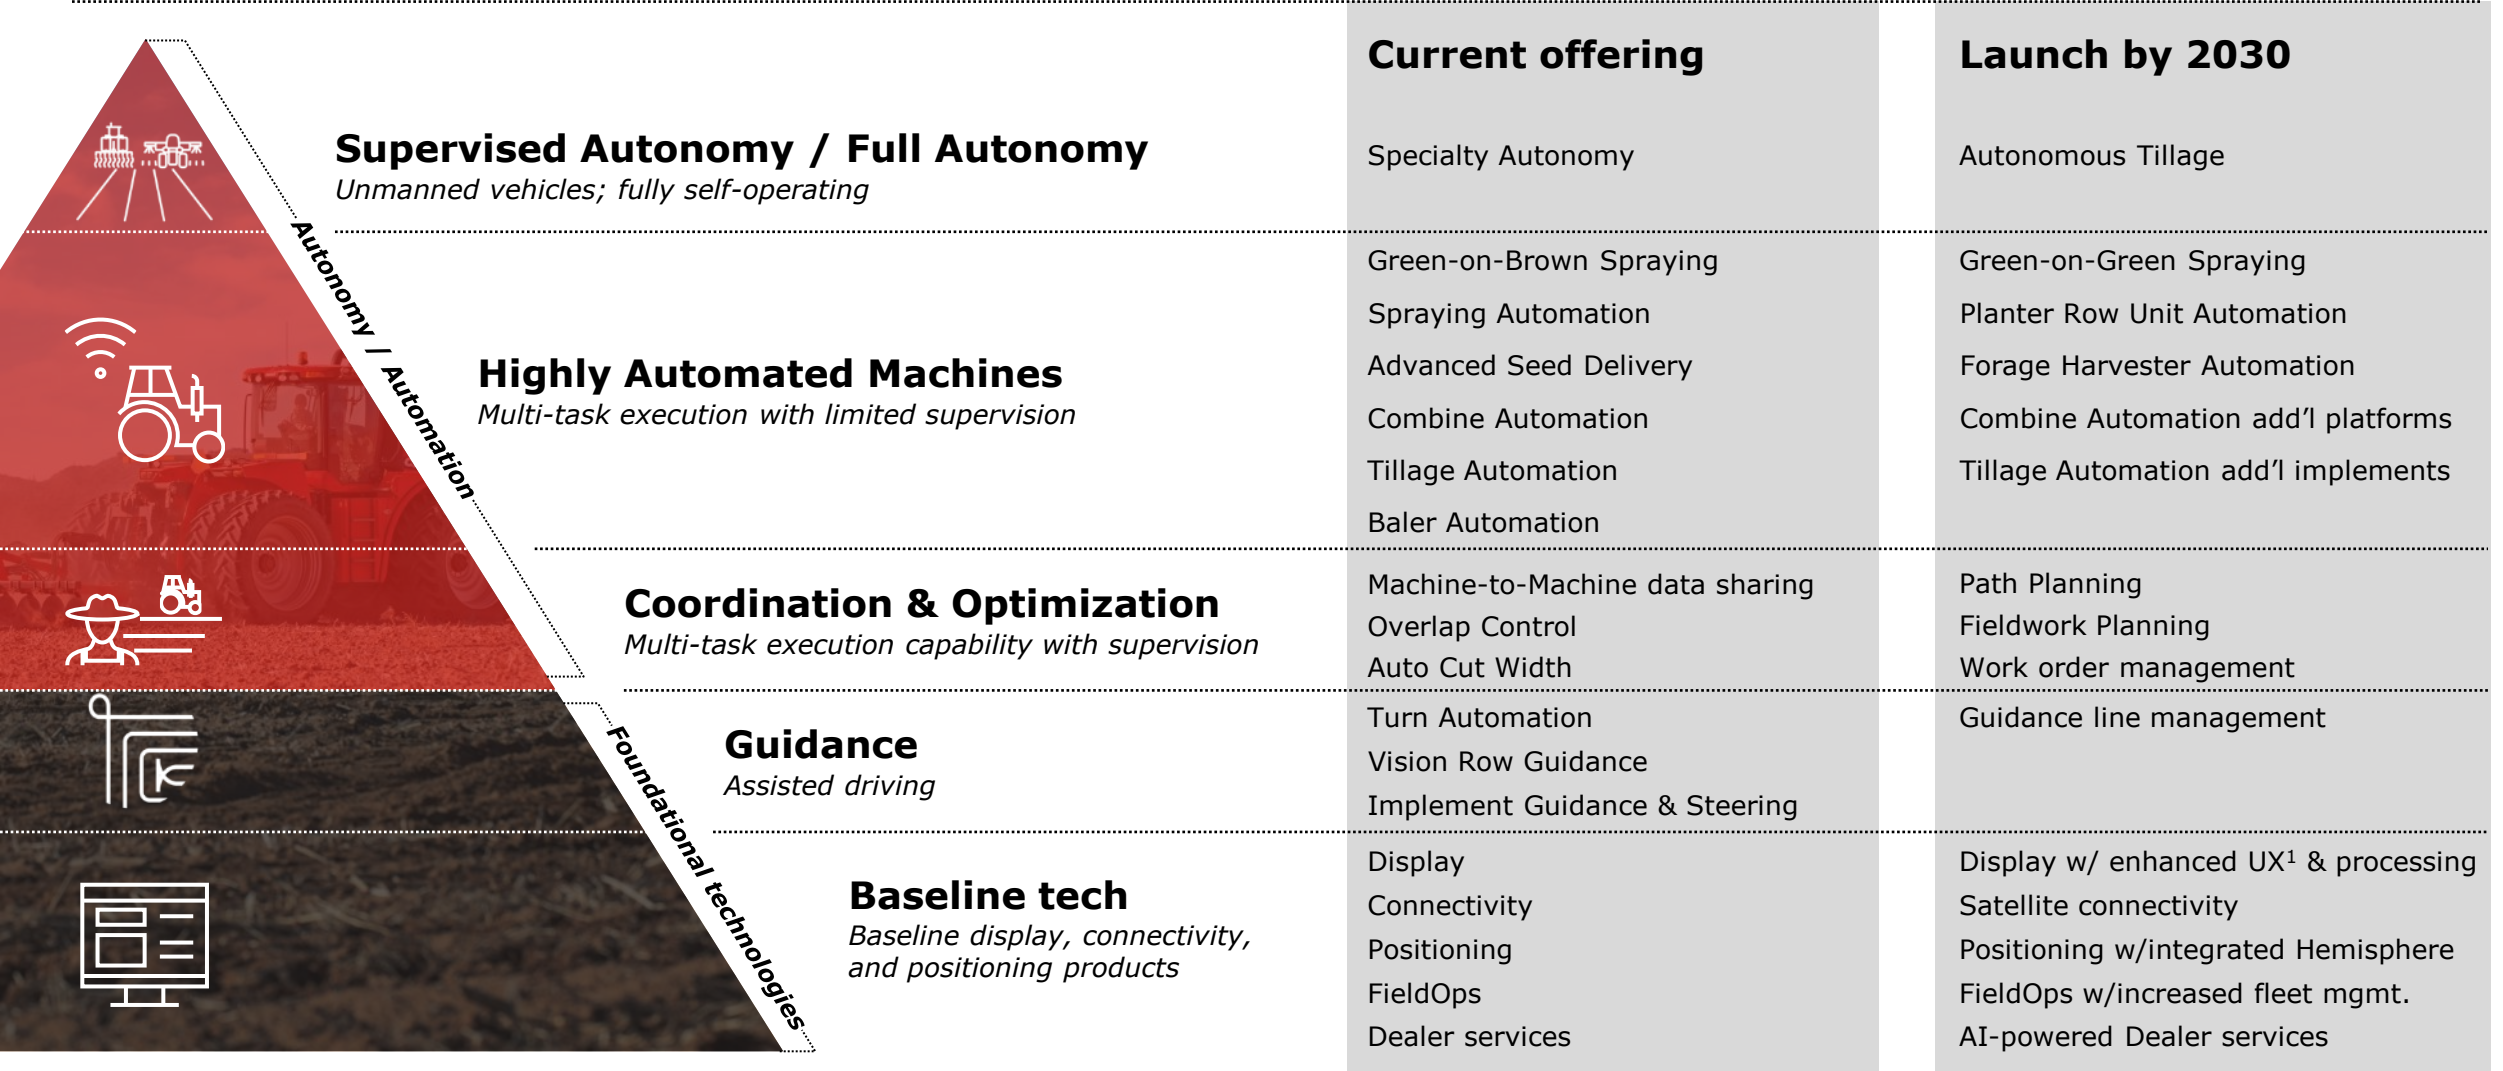 Current offering
Launch by 2030
Supervised Autonomy / Full Autonomy
Unmanned vehicles; fully self-operating
Specialty Autonomy
Autonomous Tillage
Autonomy / Automation
Highly Automated Machines
Multi-task execution with limited supervision
Green-on-Brown Spraying
Spraying Automation
Advanced Seed Delivery
Combine Automation
Tillage Automation
Baler Automation
Green-on-Green Spraying
Planter Row Unit Automation
Forage Harvester Automation
Combine Automation add’l platforms
Tillage Automation add’l implements
Coordination & Optimization
Multi-task execution capability with supervision
Machine-to-Machine data sharing
Overlap Control
Auto Cut Width
Path Planning
Fieldwork Planning
Work order management
Foundational technologies
Guidance
Assisted driving
Turn Automation
Vision Row Guidance
Implement Guidance & Steering
Guidance line management
Baseline tech
Baseline display, connectivity,
and positioning products
Display
Connectivity
Positioning
FieldOps
Dealer services
Display w/ enhanced UX¹ & processing
Satellite connectivity
Positioning w/integrated Hemisphere
FieldOps w/increased fleet mgmt.
AI-powered Dealer services